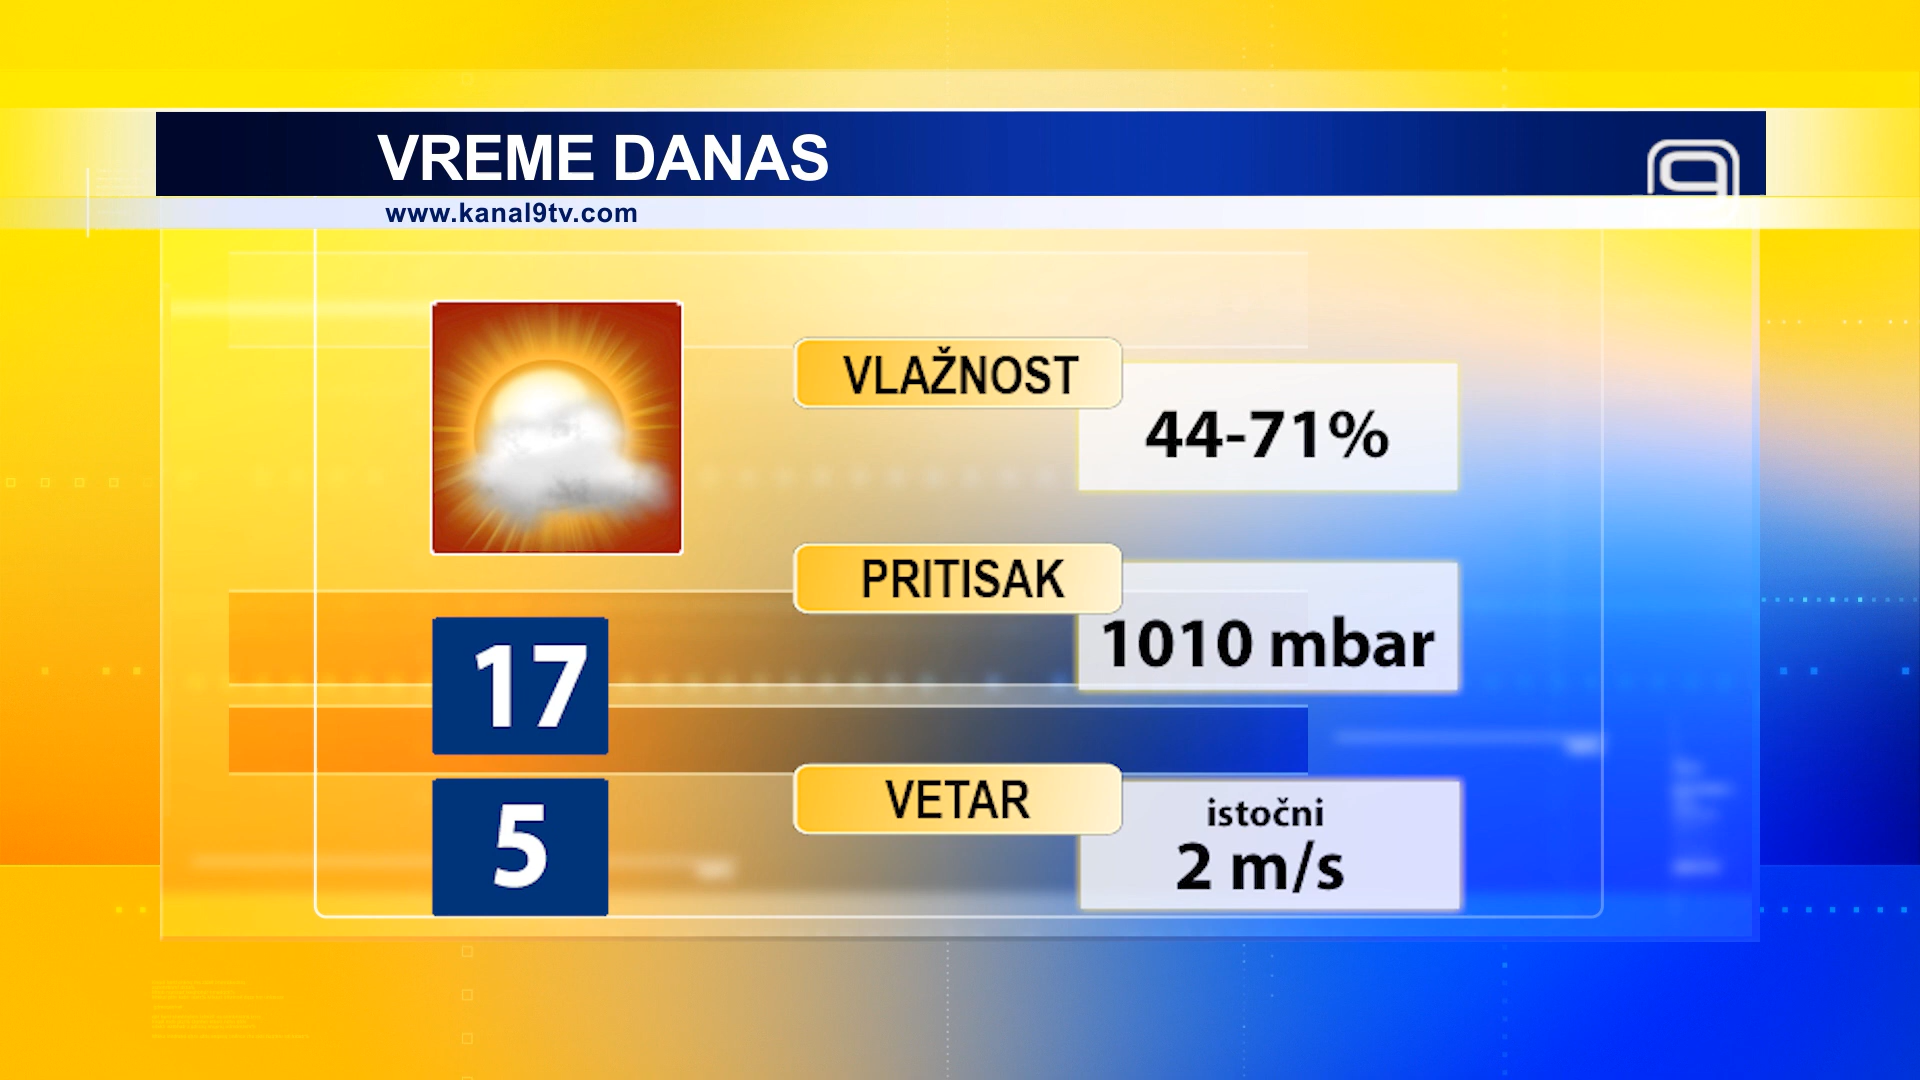 VREME DANAS
www.kanal9tv.com
VLAŽNOST
44-71%
PRITISAK
1010 mbar
17
VETAR
istočni
2 m/s
5